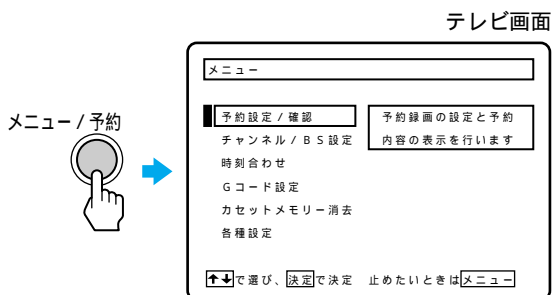 テレビ画面
メニュー
メニュー / 予約
予約設定 / 確認
予約録画の設定と予約
内容の表示を行います
チャンネル / BS設定
時刻合わせ
Gコード設定
カセットメモリー消去
各種設定
↑↓で選び、決定で決定 止めたいときはメニュー